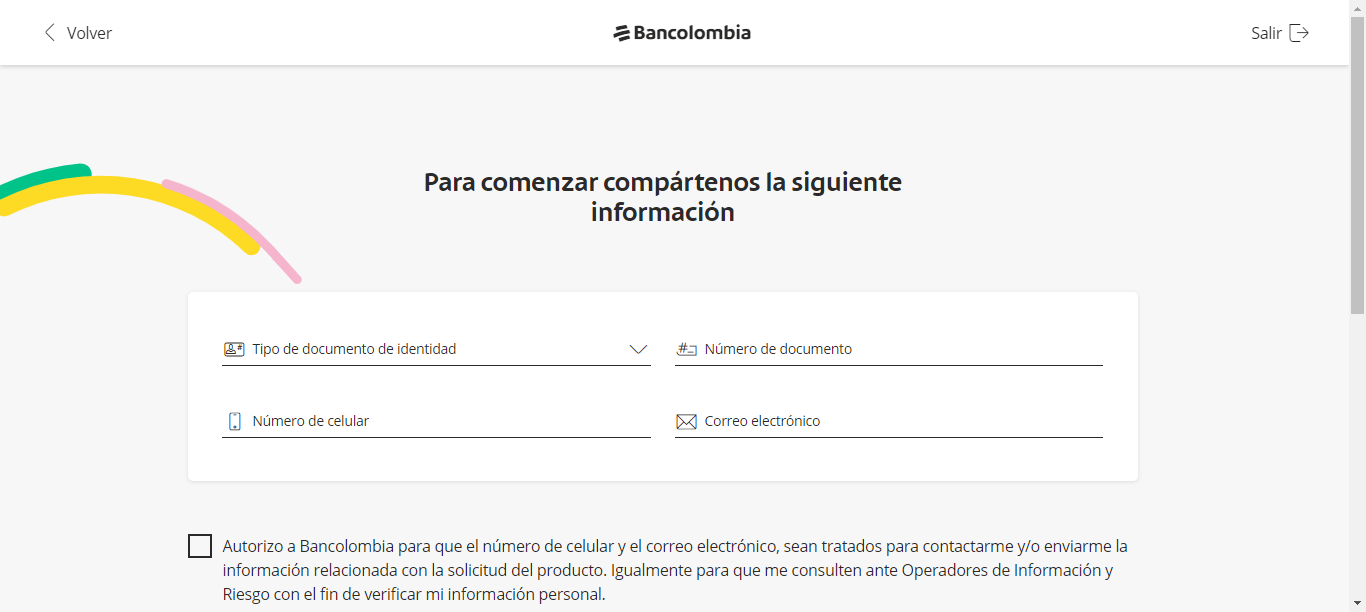 Volver
Bancolombia
Salir
Para comenzar compártenos la siguiente
información
Tipo de documento de identidad
Número de documento
Número de celular
Correo electrónico
Autorizo a Bancolombia para que el número de celular y el correo electrónico, sean tratados para contactarme y/o enviarme la
información relacionada con la solicitud del producto. Igualmente para que me consulten ante Operadores de Información y
Riesgo con el fin de verificar mi información personal.